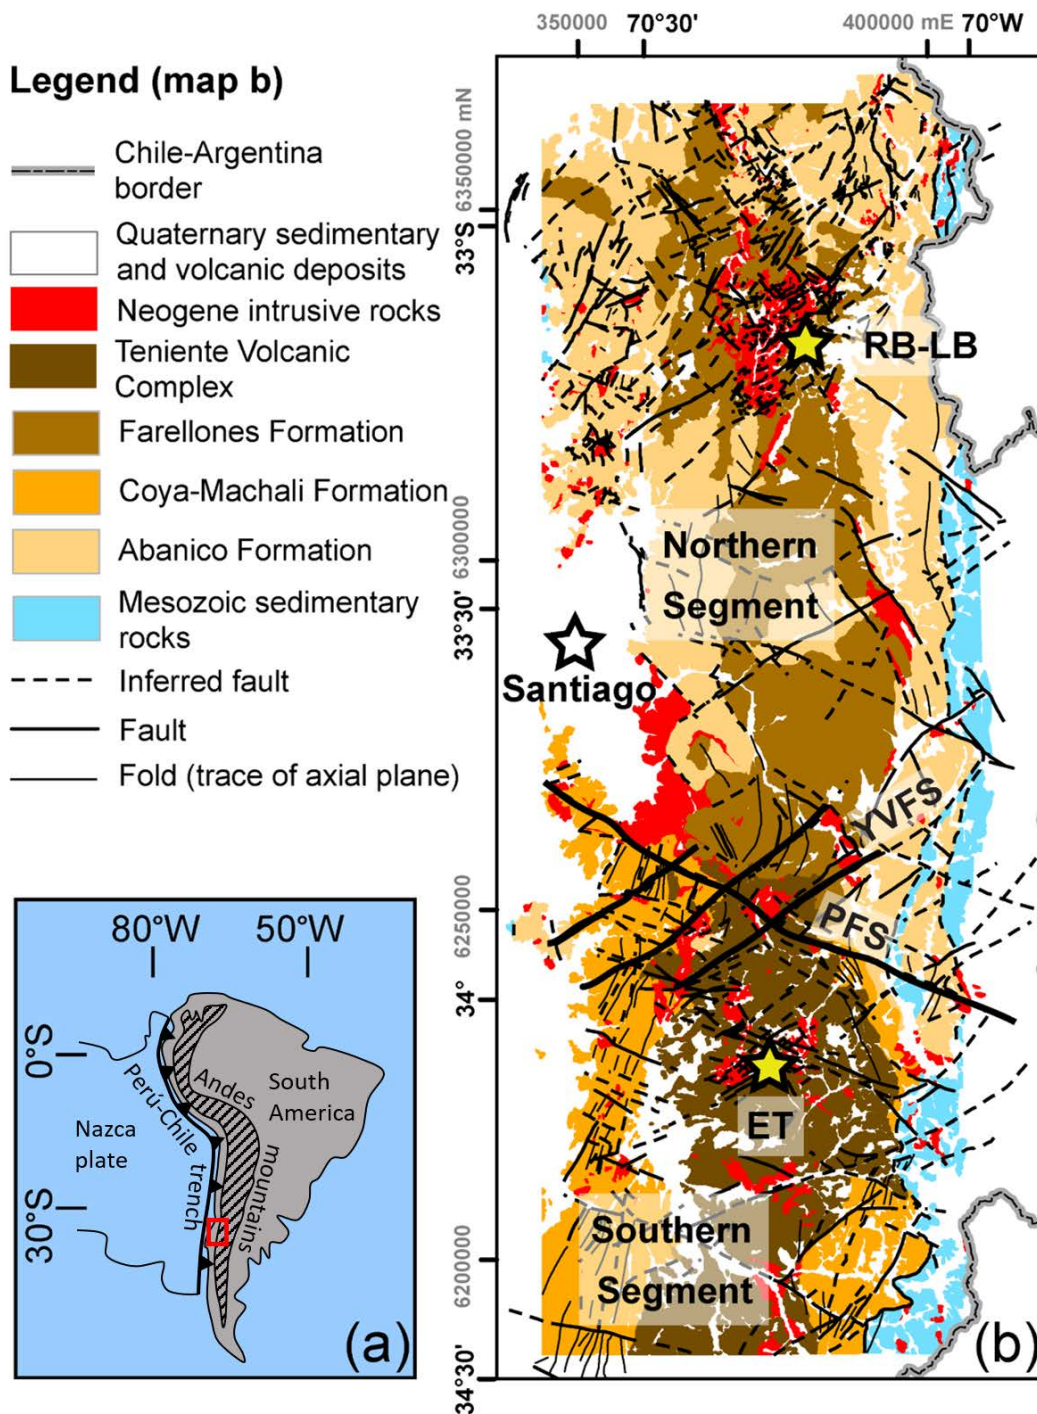 350000 70°30' 400000 mE 70°W
Legend (map b)
Chile-Argentina
border
Quaternary sedimentary
and volcanic deposits
Neogene intrusive rocks
Teniente Volcanic
Complex
Farellones Formation
Coya-Machali Formation
Abanico Formation
Mesozoic sedimentary
rocks
Inferred fault
Fault
Fold (trace of axial plane)
80°W 50°W
0°S
30°S
Nazca
plate
Perú-Chile trench
Andes
mountains
South
America
(a)
6350000 mN
33°S
6300000
33°30'
6250000
34°
6200000
34°30'
RB-LB
Northern
Segment
Santiago
YVFS
PFS
ET
Southern
Segment
(b)